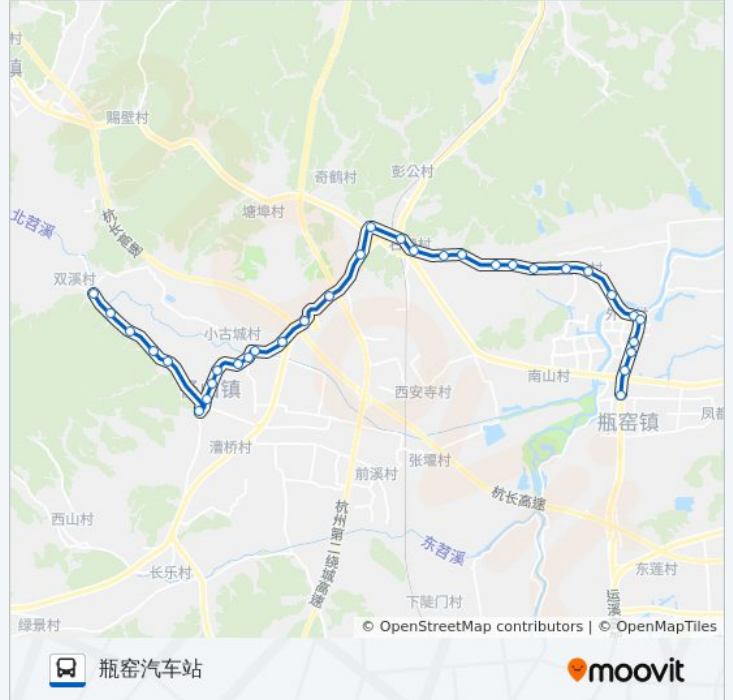 村
镇
赐壁村
彭公村
奇鹤村
塘埠村
北苕溪
杭长高速
双溪村
小古城村
镇
南山村
西安寺村
瓶窑镇
漕桥村
张堰村
前溪村
杭长高速
西山村
杭州第二绕城高速
东苕溪
长乐村
东莲村
运溪
下陡门村
绿景村
© OpenStreetMap contributors | © OpenMapTiles
瓶窑汽车站
moovit